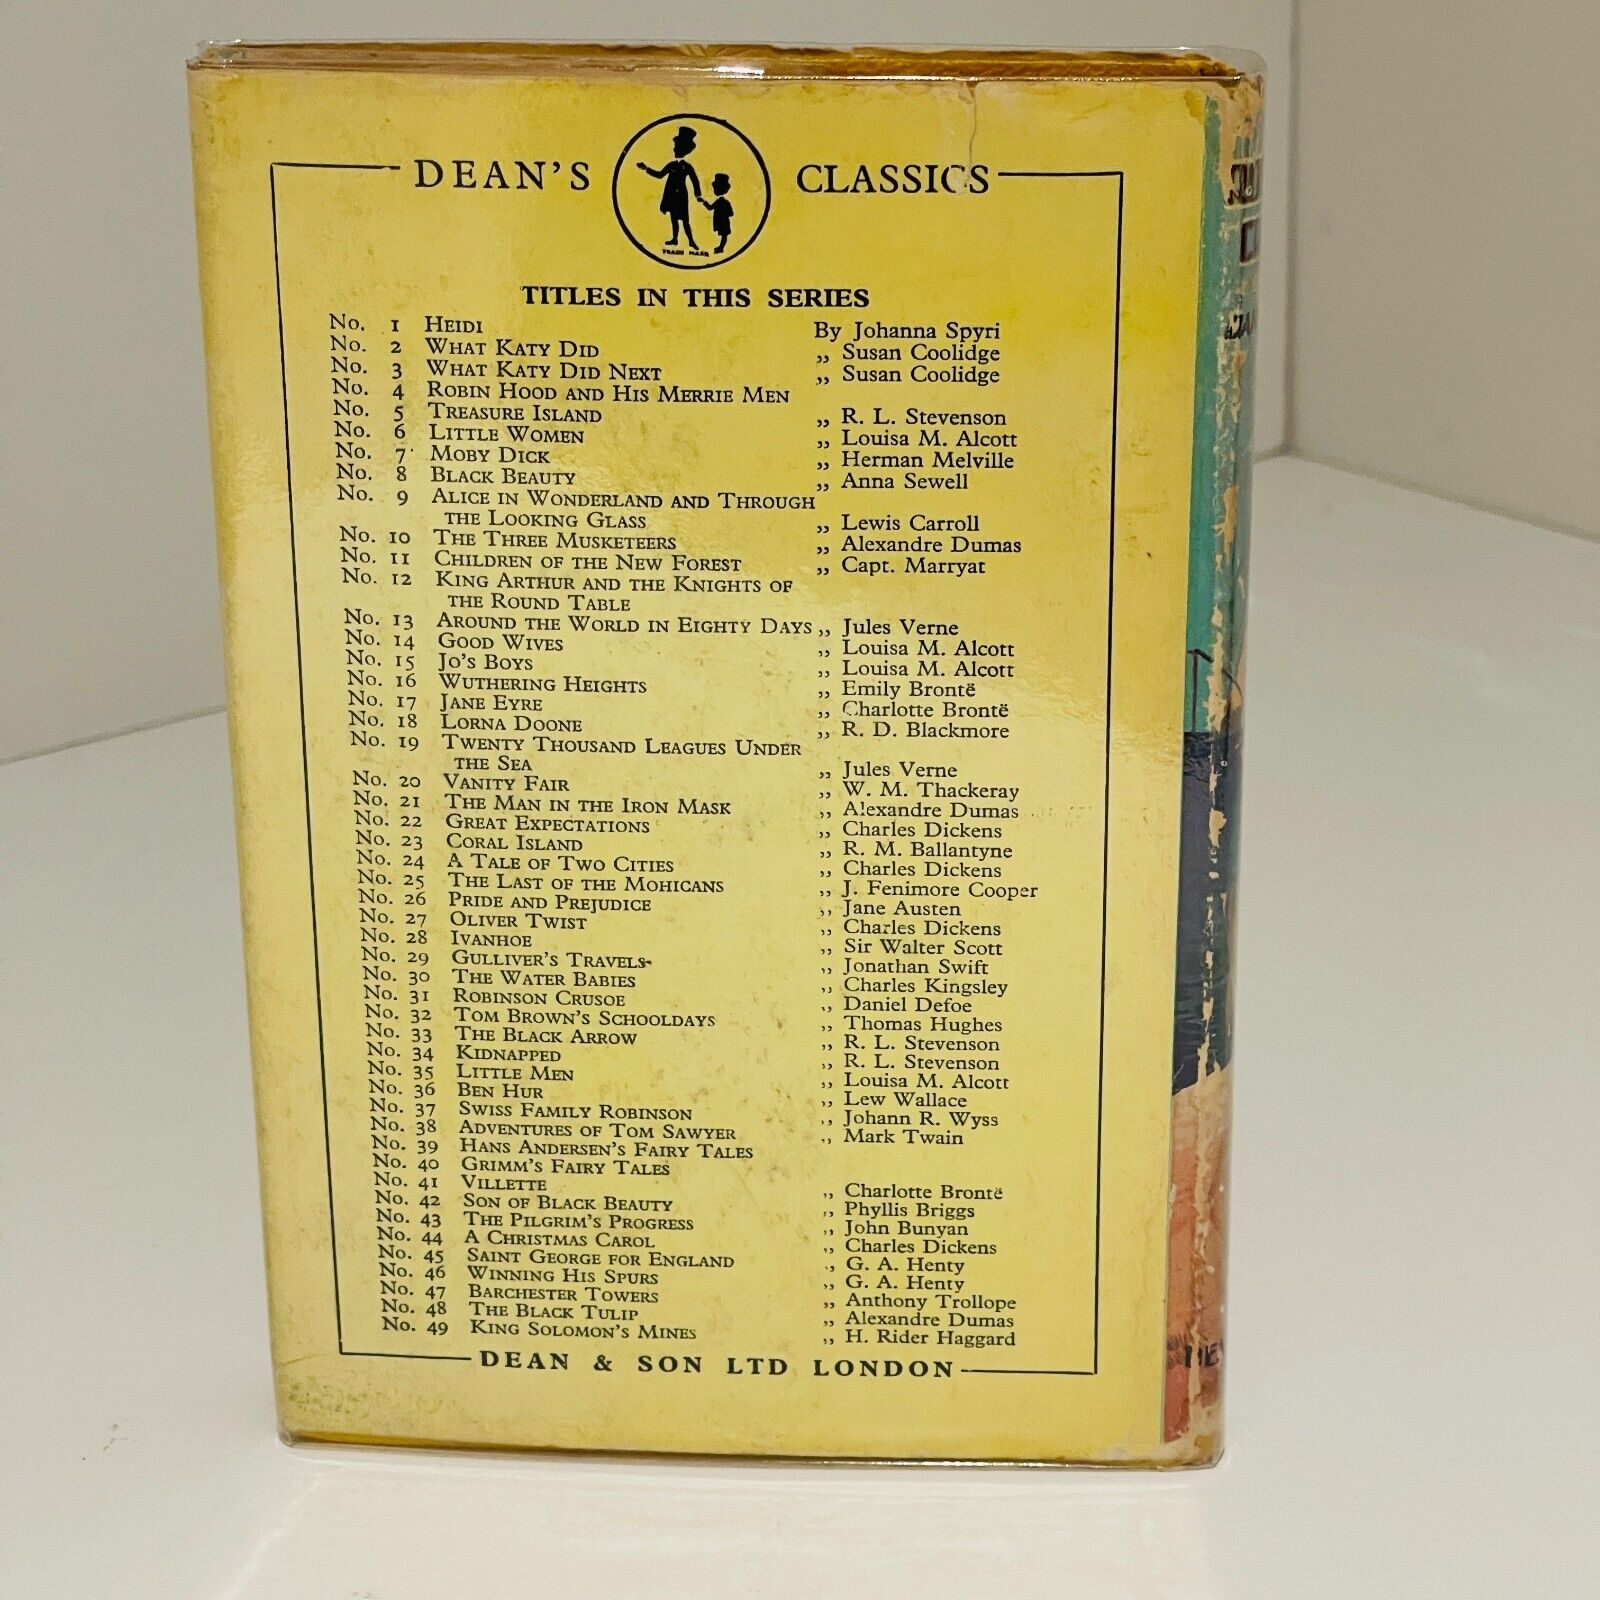 DEAN'S CLASSICS
TRADE MARK
TITLES IN THIS SERIES
No. 1 HEIDI By Johanna Spyri
No. 2 WHAT KATY DID ,, Susan Coolidge
No. 3 WHAT KATY DID NEXT ,, Susan Coolidge
No. 4 ROBIN HOOD AND HIS MERRIE MEN
No. 5 TREASURE ISLAND ,, R. L. Stevenson
No. 6 LITTLE WOMEN ,, Louisa M. Alcott
No. 7 MOBY DICK ,, Herman Melville
No. 8 BLACK BEAUTY ,, Anna Sewell
No. 9 ALICE IN WONDERLAND AND THROUGH
THE LOOKING GLASS ,, Lewis Carroll
No. 10 THE THREE MUSKETEERS ,, Alexandre Dumas
No. 11 CHILDREN OF THE NEW FOREST ,, Capt. Marryat
No. 12 KING ARTHUR AND THE KNIGHTS OF
THE ROUND TABLE
No. 13 AROUND THE WORLD IN EIGHTY DAYS ,, Jules Verne
No. 14 GOOD WIVES ,, Louisa M. Alcott
No. 15 JO'S BOYS ,, Louisa M. Alcott
No. 16 WUTHERING HEIGHTS ,, Emily Brontë
No. 17 JANE EYRE ,, Charlotte Brontë
No. 18 LORNA DOONE ,, R. D. Blackmore
No. 19 TWENTY THOUSAND LEAGUES UNDER
THE SEA ,, Jules Verne
No. 20 VANITY FAIR ,, W. M. Thackeray
No. 21 THE MAN IN THE IRON MASK ,, Alexandre Dumas
No. 22 GREAT EXPECTATIONS ,, Charles Dickens
No. 23 CORAL ISLAND ,, R. M. Ballantyne
No. 24 A TALE OF TWO CITIES ,, Charles Dickens
No. 25 THE LAST OF THE MOHICANS ,, J. Fenimore Cooper
No. 26 PRIDE AND PREJUDICE ,, Jane Austen
No. 27 OLIVER TWIST ,, Charles Dickens
No. 28 IVANHOE ,, Sir Walter Scott
No. 29 GULLIVER'S TRAVELS ,, Jonathan Swift
No. 30 THE WATER BABIES ,, Charles Kingsley
No. 31 ROBINSON CRUSOE ,, Daniel Defoe
No. 32 TOM BROWN'S SCHOOLDAYS ,, Thomas Hughes
No. 33 THE BLACK ARROW ,, R. L. Stevenson
No. 34 KIDNAPPED ,, R. L. Stevenson
No. 35 LITTLE MEN ,, Louisa M. Alcott
No. 36 BEN HUR ,, Lew Wallace
No. 37 SWISS FAMILY ROBINSON ,, Johann R. Wyss
No. 38 ADVENTURES OF TOM SAWYER ,, Mark Twain
No. 39 HANS ANDERSEN'S FAIRY TALES
No. 40 GRIMM'S FAIRY TALES
No. 41 VILLETTE ,, Charlotte Brontë
No. 42 SON OF BLACK BEAUTY ,, Phyllis Briggs
No. 43 THE PILGRIM'S PROGRESS ,, John Bunyan
No. 44 A CHRISTMAS CAROL ,, Charles Dickens
No. 45 SAINT GEORGE FOR ENGLAND ,, G. A. Henty
No. 46 WINNING HIS SPURS ,, G. A. Henty
No. 47 BARCHESTER TOWERS ,, Anthony Trollope
No. 48 THE BLACK TULIP ,, Alexandre Dumas
No. 49 KING SOLOMON'S MINES ,, H. Rider Haggard
DEAN & SON LTD LONDON